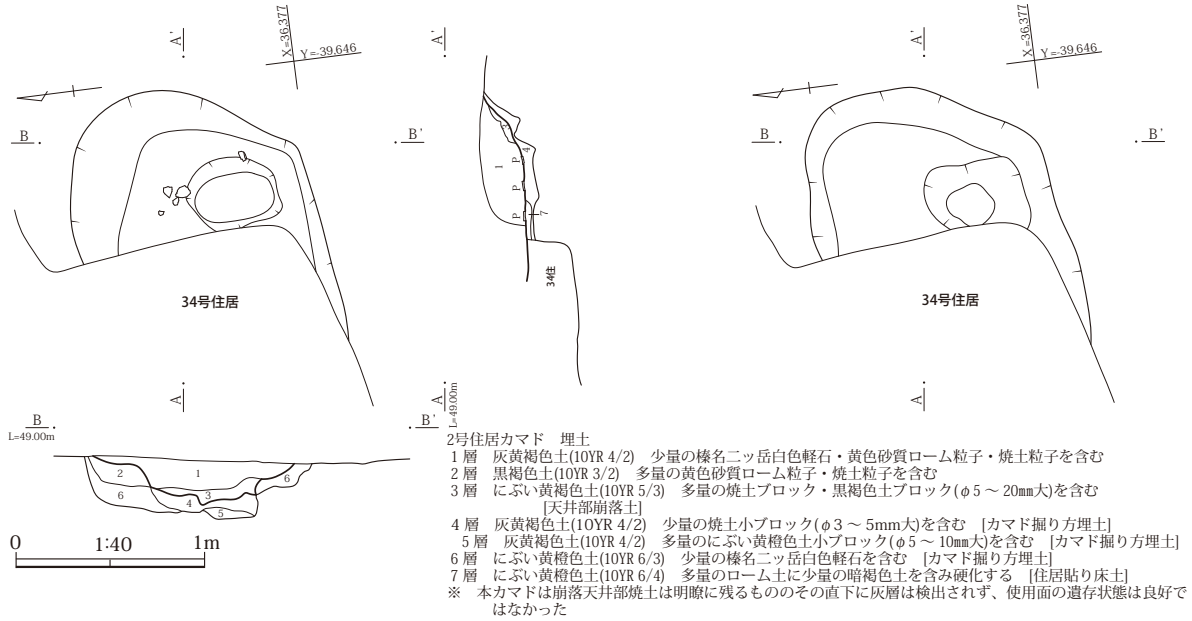 A'
X=36,377
Y=-39,646
B
B'
34号住居
A
A'
3
4
1
P
P
P
7
34住
A
L=49.00m
A'
X=36,377
Y=-39,646
B
B'
34号住居
A
B
L=49.00m
B'
2
1
6
3
6
4
5
0 1:40 1m
2号住居カマド 埋土
1層 灰黄褐色土(10YR 4/2) 少量の榛名二ッ岳白色軽石・黄色砂質ローム粒子・焼土粒子を含む
2層 黒褐色土(10YR 3/2) 多量の黄色砂質ローム粒子・焼土粒子を含む
3層 にぶい黄褐色土(10YR 5/3) 多量の焼土ブロック・黒褐色土ブロック(φ5～20mm大)を含む
[天井部崩落土]
4層 灰黄褐色土(10YR 4/2) 少量の焼土小ブロック(φ3～5mm大)を含む [カマド掘り方埋土]
5層 灰黄褐色土(10YR 4/2) 多量のにぶい黄橙色土小ブロック(φ5～10mm大)を含む [カマド掘り方埋土]
6層 にぶい黄橙色土(10YR 6/3) 少量の榛名二ッ岳白色軽石を含む [カマド掘り方埋土]
7層 にぶい黄橙色土(10YR 6/4) 多量のローム土に少量の暗褐色土を含み硬化する [住居貼り床土]
※ 本カマドは崩落天井部焼土は明瞭に残るもののその直下に灰層は検出されず、使用面の遺存状態は良好で
はなかった